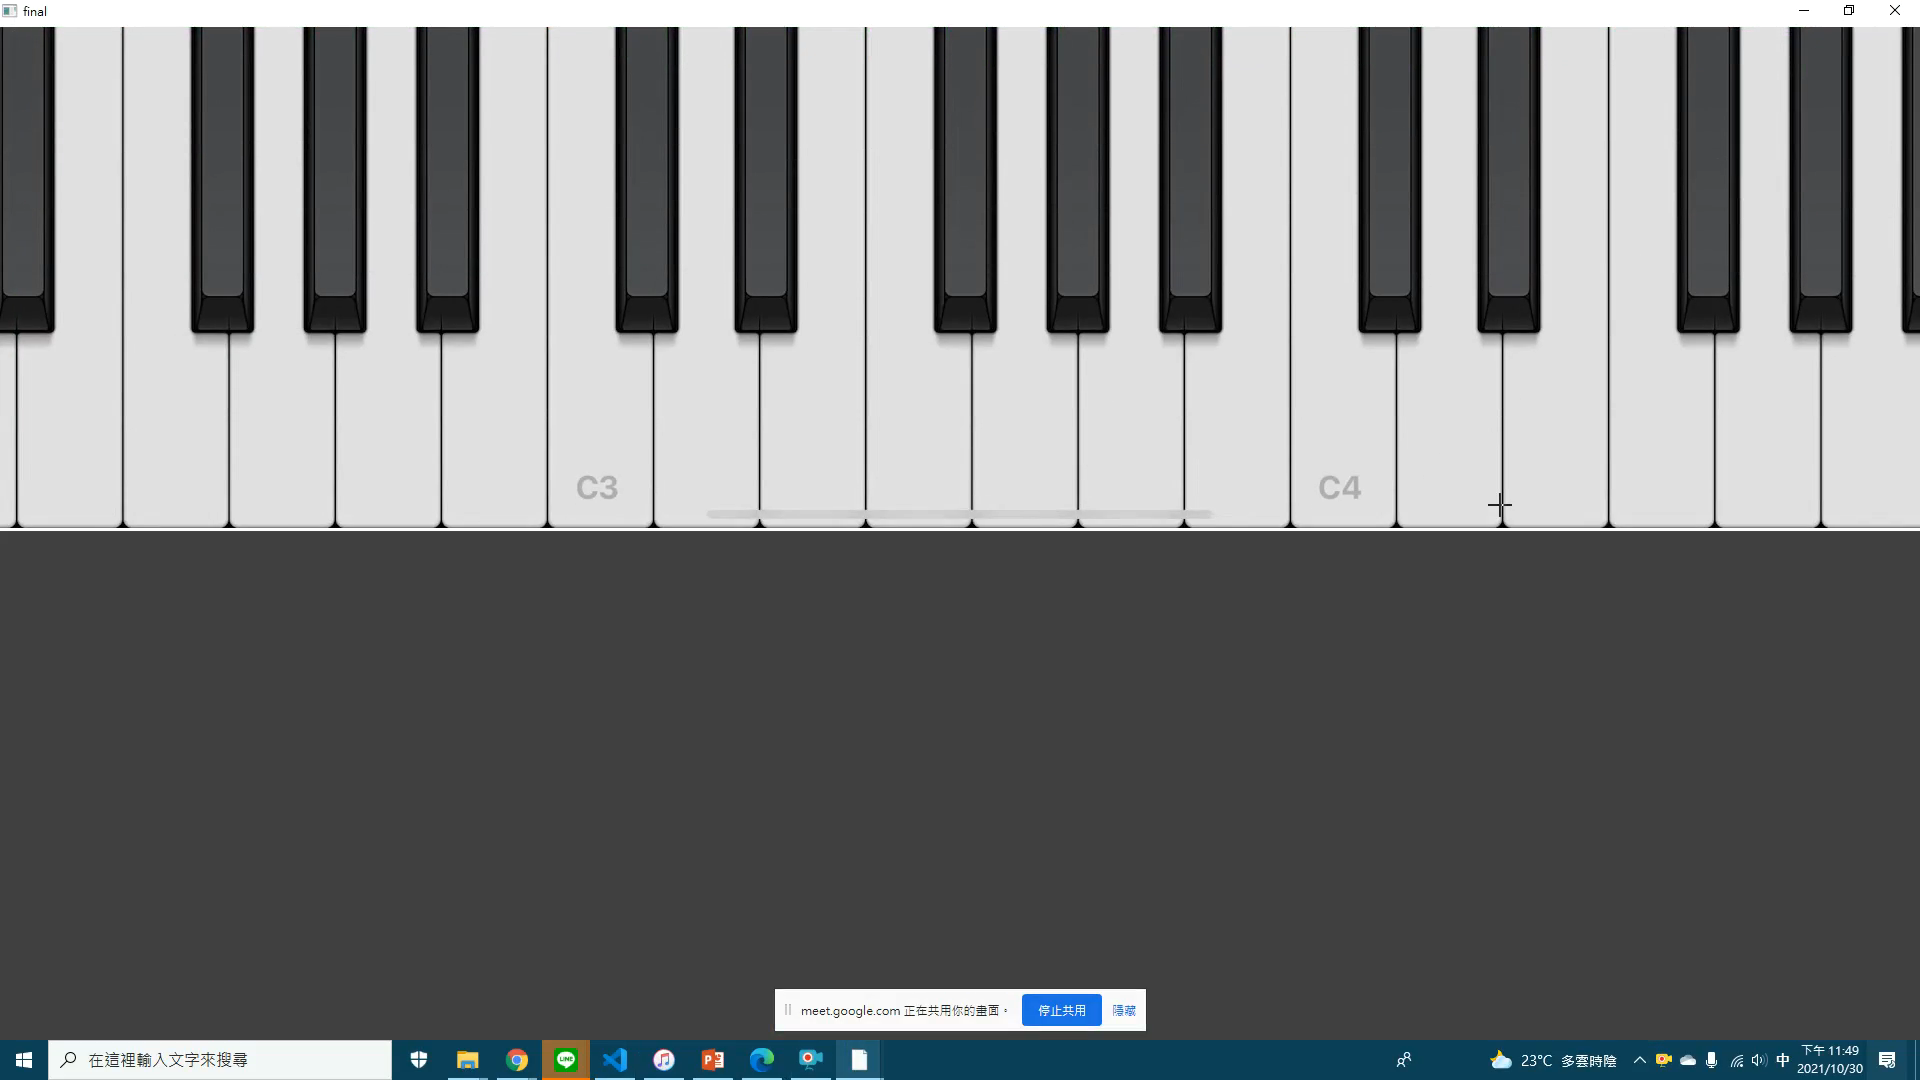 final
C3
C4
meet.google.com 正在共用你的畫面。
停止共用
隱藏
在這裡輸入文字來搜尋
LINE
23°C 多雲時陰
中
下午 11:49
2021/10/30